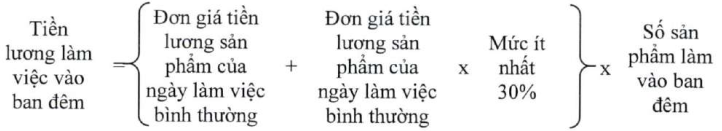 Tiền
lương làm
việc vào
ban đêm
=
{
Đơn giá tiền
lương sản
phẩm của
ngày làm việc
bình thường
+
Đơn giá tiền
lương sản
phẩm của
ngày làm việc
bình thường
x
Mức ít
nhất
30%
}
x
Số sản
phẩm làm
vào ban
đêm